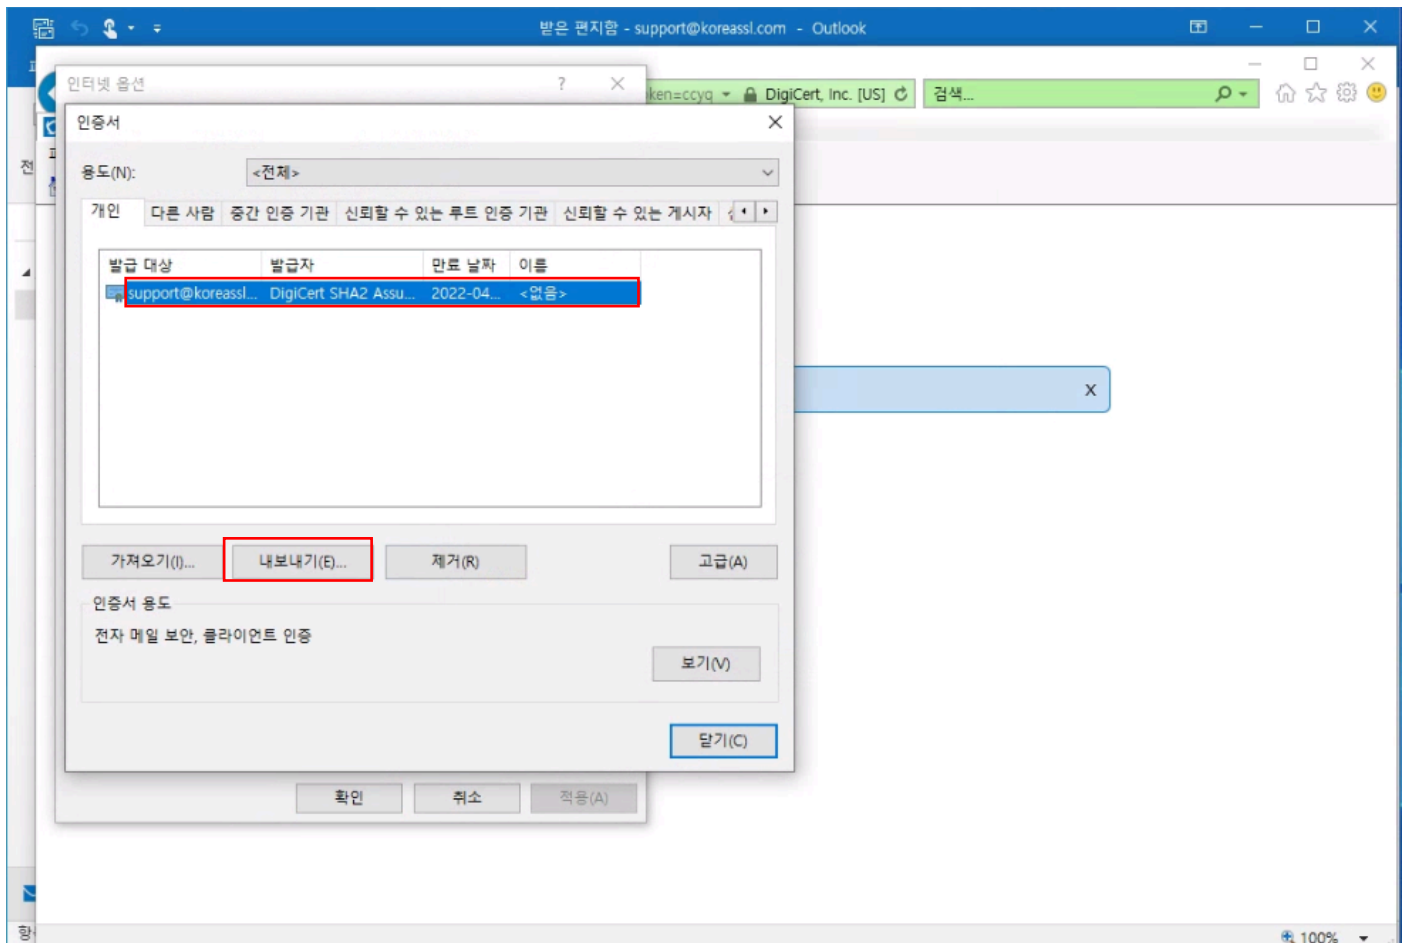 받은 편지함 - support@koreassl.com - Outlook
인터넷 옵션 ?
ken=ccyq DigiCert, Inc. [US] 검색...
인증서
용도(N): <전체>
전
개인 다른 사람 중간 인증 기관 신뢰할 수 있는 루트 인증 기관 신뢰할 수 있는 게시자
발급 대상 발급자 만료 날짜 이름
support@koreassl... DigiCert SHA2 Assu... 2022-04... <없음>
x
가져오기(I)... 내보내기(E)... 제거(R) 고급(A)
인증서 용도
전자 메일 보안, 클라이언트 인증
보기(V)
닫기(C)
확인 취소 적용(A)
100%